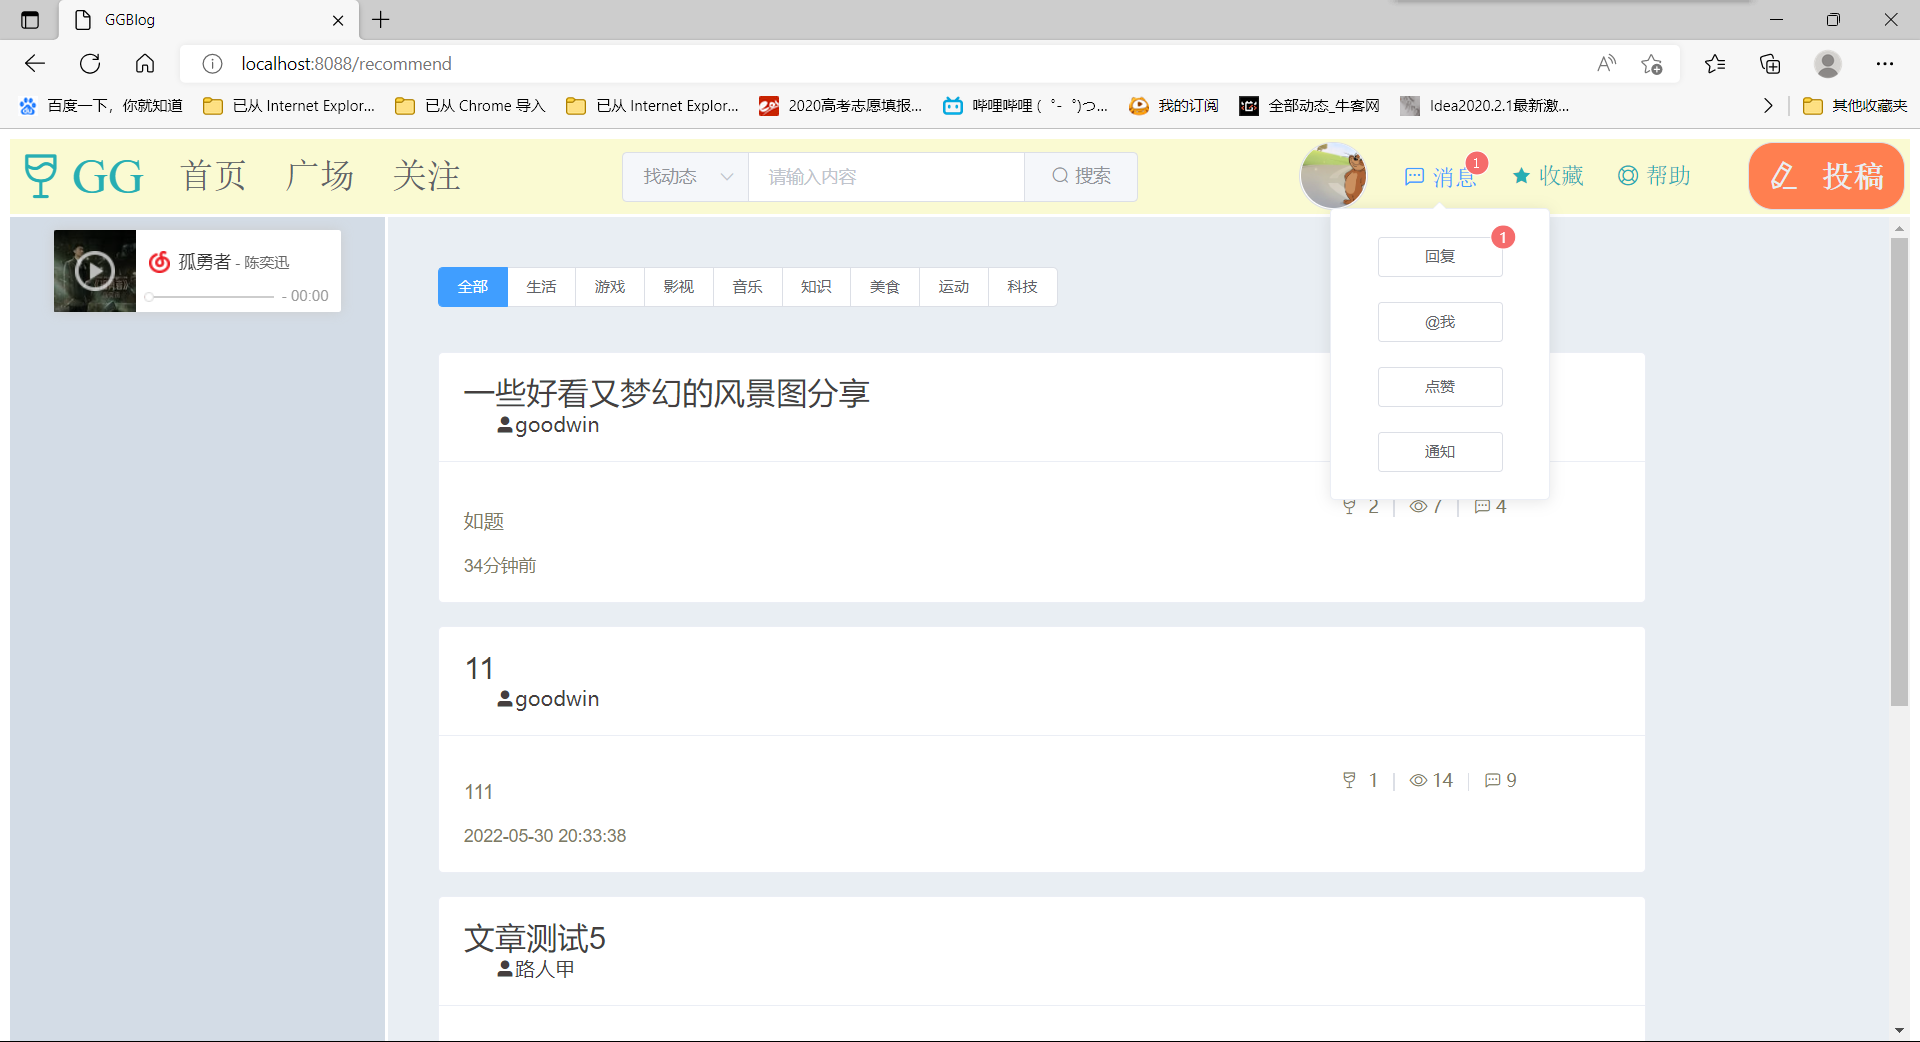 GGBlog
localhost:8088/recommend
百度一下，你就知道 已从 Internet Explor... 已从 Chrome 导入 已从 Internet Explor... 2020高考志愿填报... 哔哩哔哩 (゜-゜)つ... 我的订阅 全部动态_牛客网 Idea2020.2.1最新激... 其他收藏夹
GG 首页 广场 关注 找动态 请输入内容 搜索 消息 1 收藏 帮助 投稿
孤勇者 - 陈奕迅
- 00:00
回复 1
@我
点赞
通知
全部 生活 游戏 影视 音乐 知识 美食 运动 科技
一些好看又梦幻的风景图分享
goodwin
2 7 4
如题
34分钟前
11
goodwin
1 14 9
111
2022-05-30 20:33:38
文章测试5
路人甲